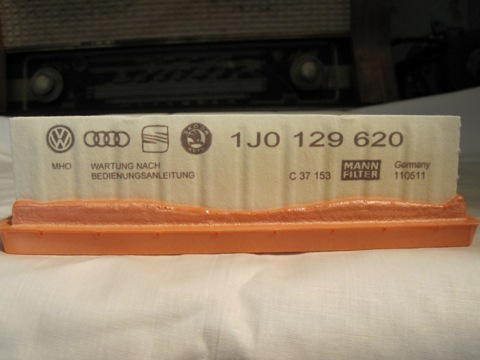 1J0 129 620
MHO WARTUNG NACH C 37 153 MANN Germany
BEDIENUNGSANLEITUNG FILTER 110511